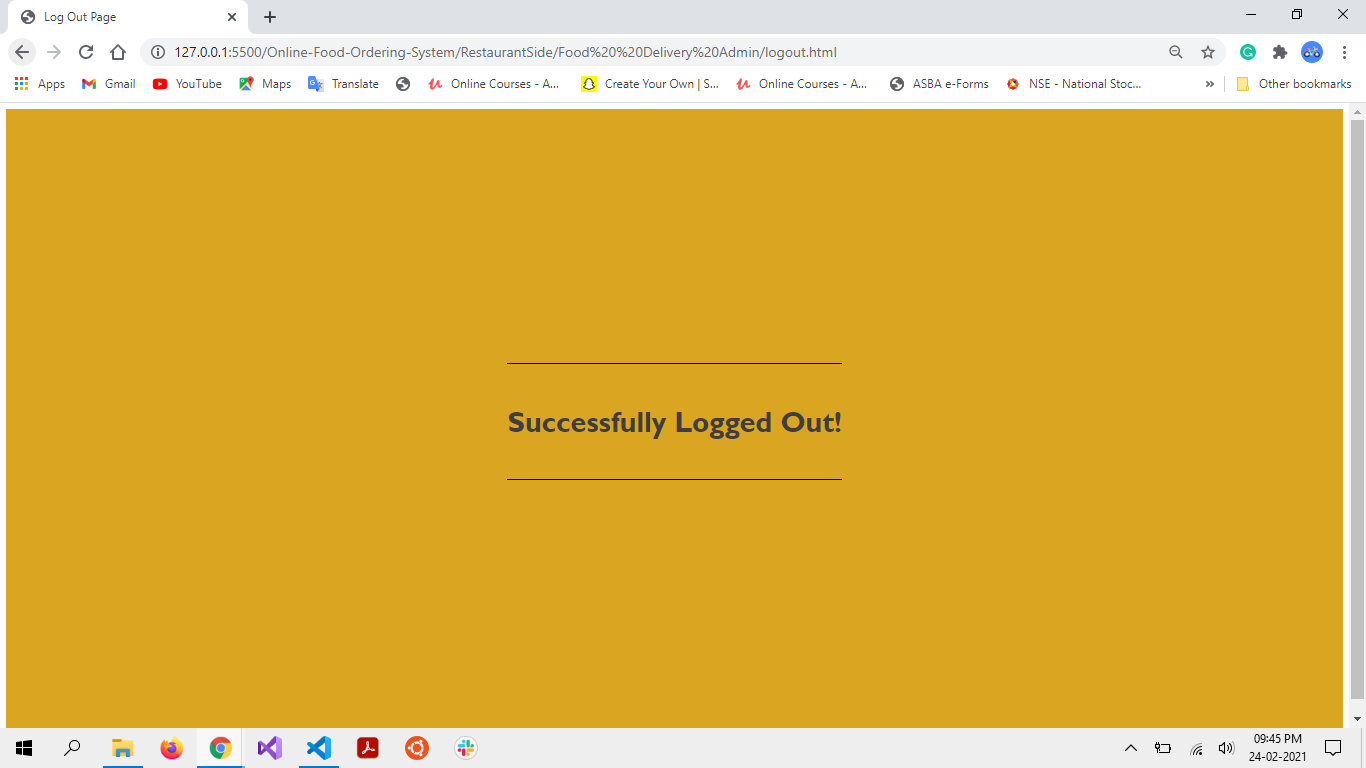 Log Out Page
127.0.0.1:5500/Online-Food-Ordering-System/RestaurantSide/Food%20%20Delivery%20Admin/logout.html
Apps Gmail YouTube Maps Translate Online Courses - A... Create Your Own | S... Online Courses - A... ASBA e-Forms NSE - National Stoc... » Other bookmarks
Successfully Logged Out!
09:45 PM
24-02-2021